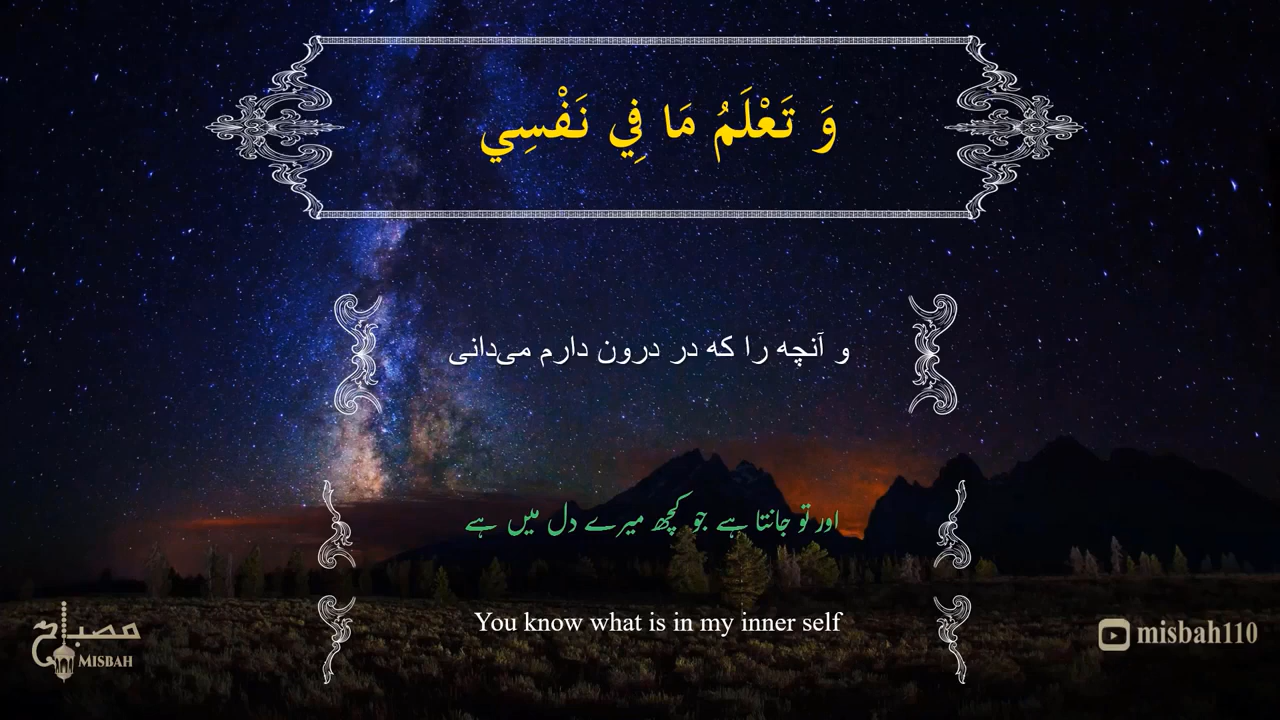 وَ تَعْلَمُ مَا فِي نَفْسِي
و آنچه را که در درون دارم می‌دانی
اور تو جانتا ہے جو کچھ میرے دل میں ہے
You know what is in my inner self
مصباح
MISBAH
misbah110